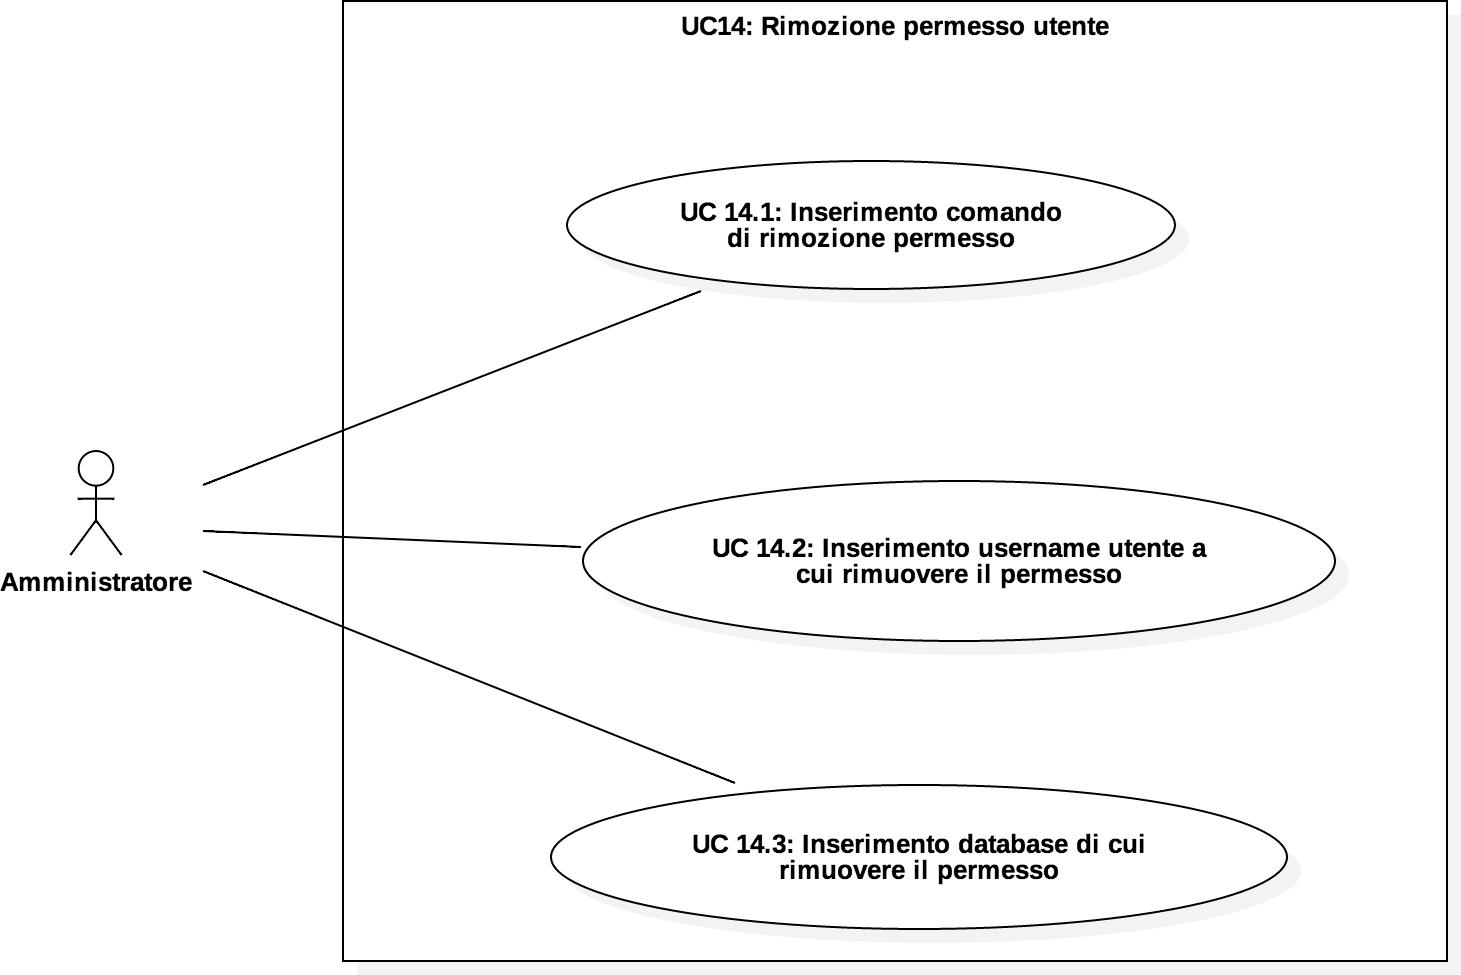 UC14: Rimozione permesso utente
UC 14.1: Inserimento comando
di rimozione permesso
UC 14.2: Inserimento username utente a
cui rimuovere il permesso
Amministratore
UC 14.3: Inserimento database di cui
rimuovere il permesso